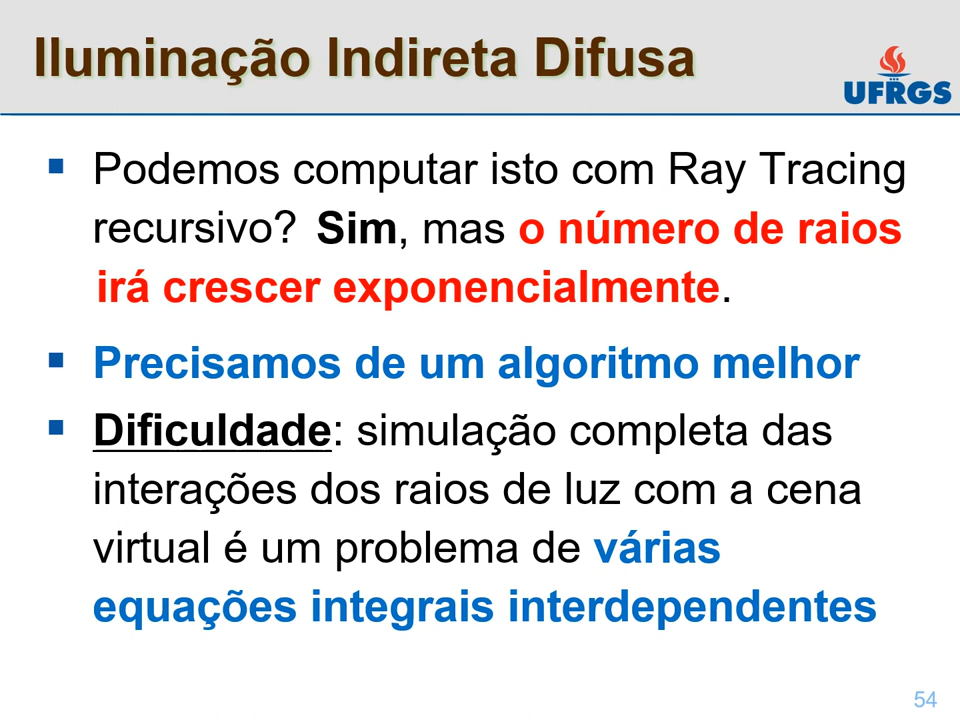 Iluminação Indireta Difusa
UFRGS
▪ Podemos computar isto com Ray Tracing
recursivo? Sim, mas o número de raios
irá crescer exponencialmente.
▪ Precisamos de um algoritmo melhor
▪ Dificuldade: simulação completa das
interações dos raios de luz com a cena
virtual é um problema de várias
equações integrais interdependentes
54